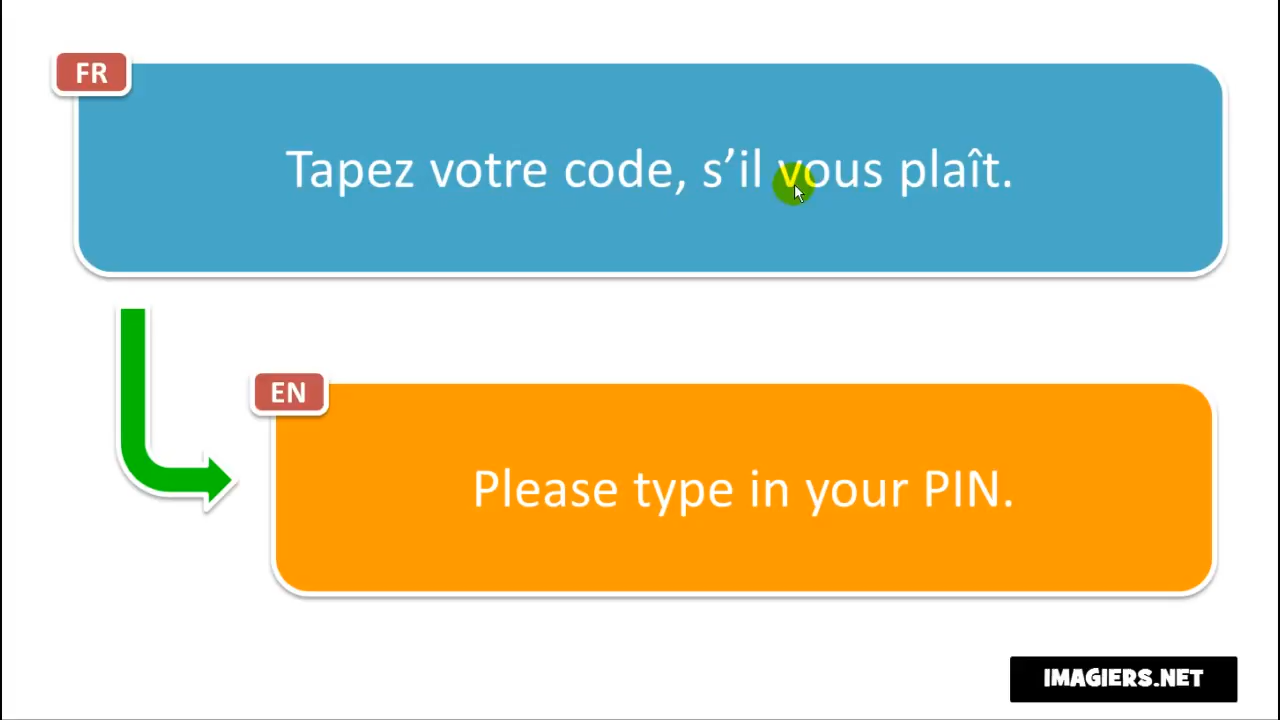 FR
Tapez votre code, s’il vous plaît.
EN
Please type in your PIN.
IMAGIERS.NET